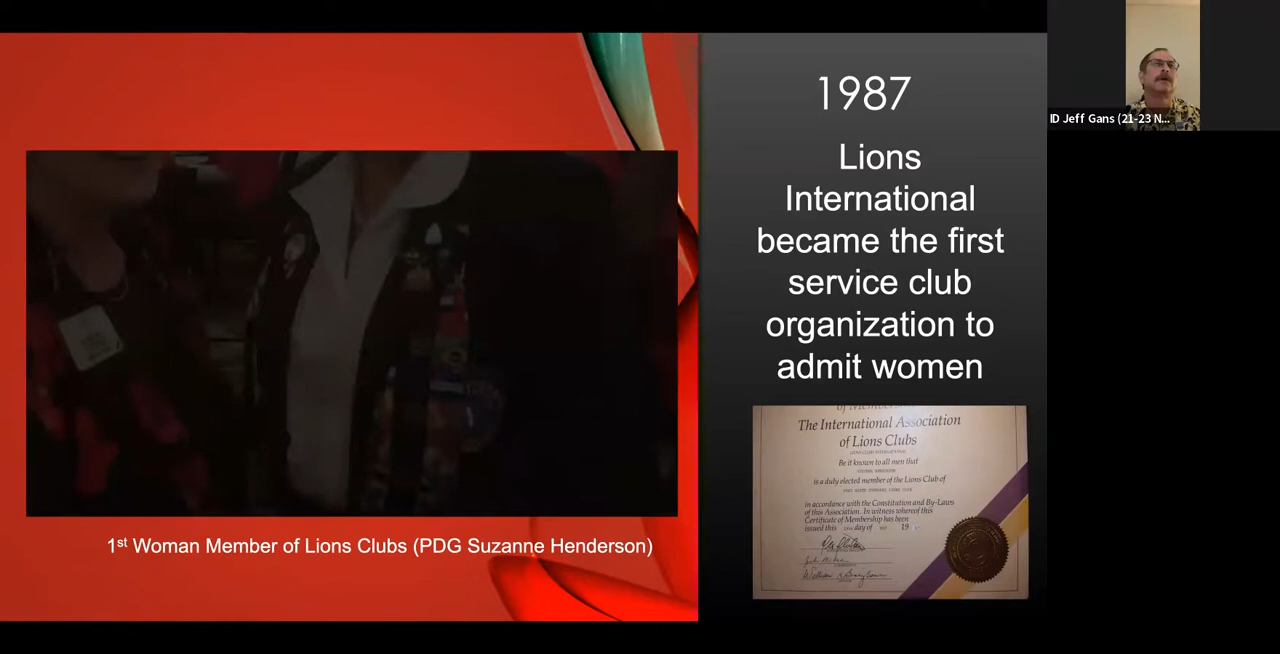 1987
Lions
International
became the first
service club
organization to
admit women
1st Woman Member of Lions Clubs (PDG Suzanne Henderson)
The International Association
of Lions Clubs
LIONS CLUBS INTERNATIONAL
Be it known to all men that
is a duly elected member of the Lions Club of
in accordance with the Constitution and By-Laws
of this Association. In witness whereof this
Certificate of Membership has been
issued this day of 19
ID Jeff Gans (21-23 N...